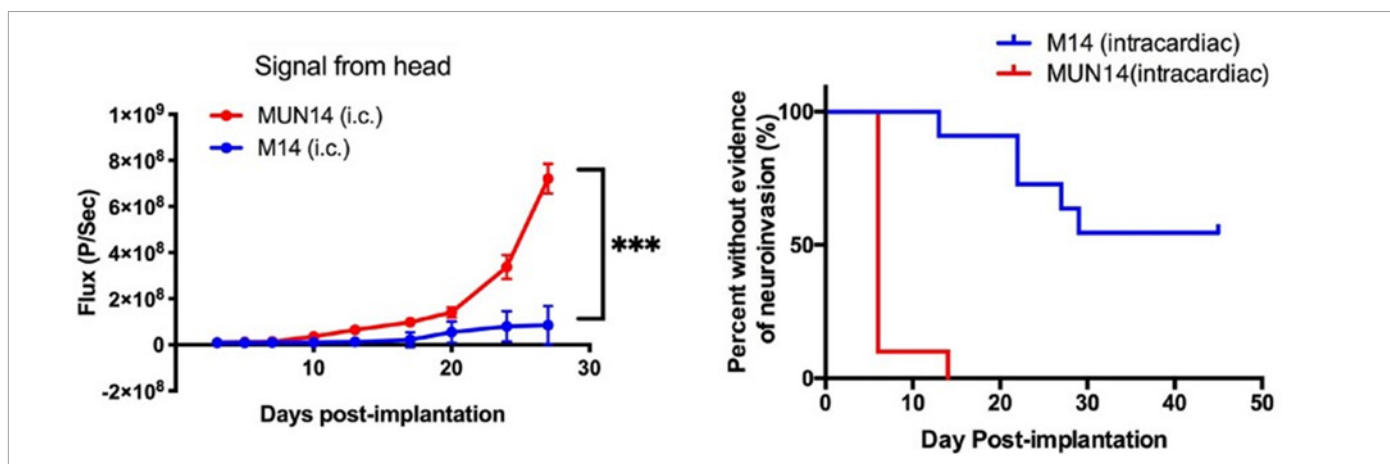 Signal from head
MUN14 (i.c.)
M14 (i.c.)
1×10⁹
8×10⁸
6×10⁸
4×10⁸
2×10⁸
0
-2×10⁸
Flux (P/Sec)
10
20
30
Days post-implantation
***
M14 (intracardiac)
MUN14(intracardiac)
Percent without evidence
of neuroinvasion (%)
100
50
0
0
10
20
30
40
50
Day Post-implantation